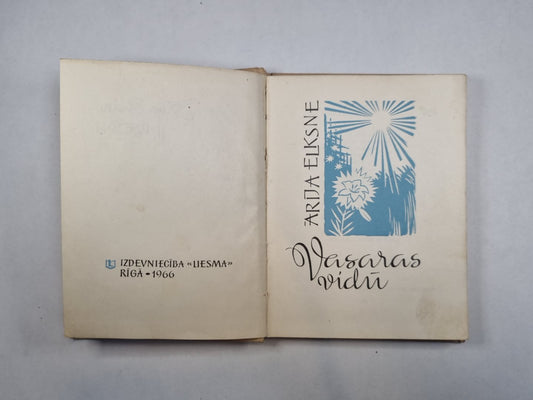 IZDEVNIECĪBA «LIESMA»
RĪGĀ • 1966
ĀRIJA ELKSNE
Vasaras
vidū